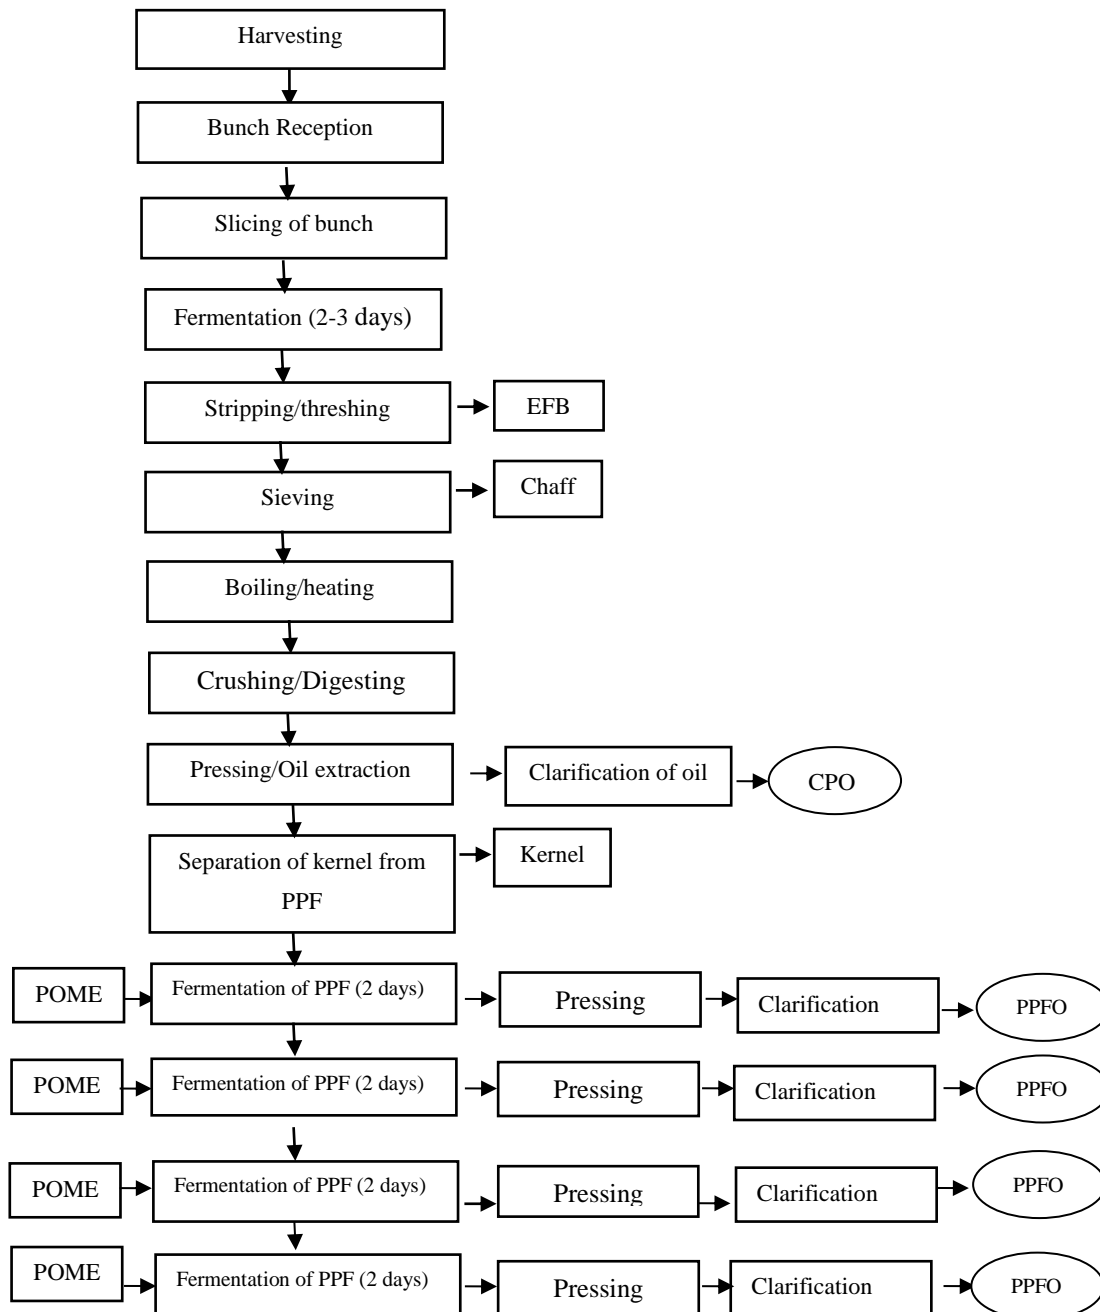 Harvesting
Bunch Reception
Slicing of bunch
Fermentation (2-3 days)
Stripping/threshing
EFB
Sieving
Chaff
Boiling/heating
Crushing/Digesting
Pressing/Oil extraction
Clarification of oil
CPO
Separation of kernel from
PPF
Kernel
POME
Fermentation of PPF (2 days)
Pressing
Clarification
PPFO
POME
Fermentation of PPF (2 days)
Pressing
Clarification
PPFO
POME
Fermentation of PPF (2 days)
Pressing
Clarification
PPFO
POME
Fermentation of PPF (2 days)
Pressing
Clarification
PPFO